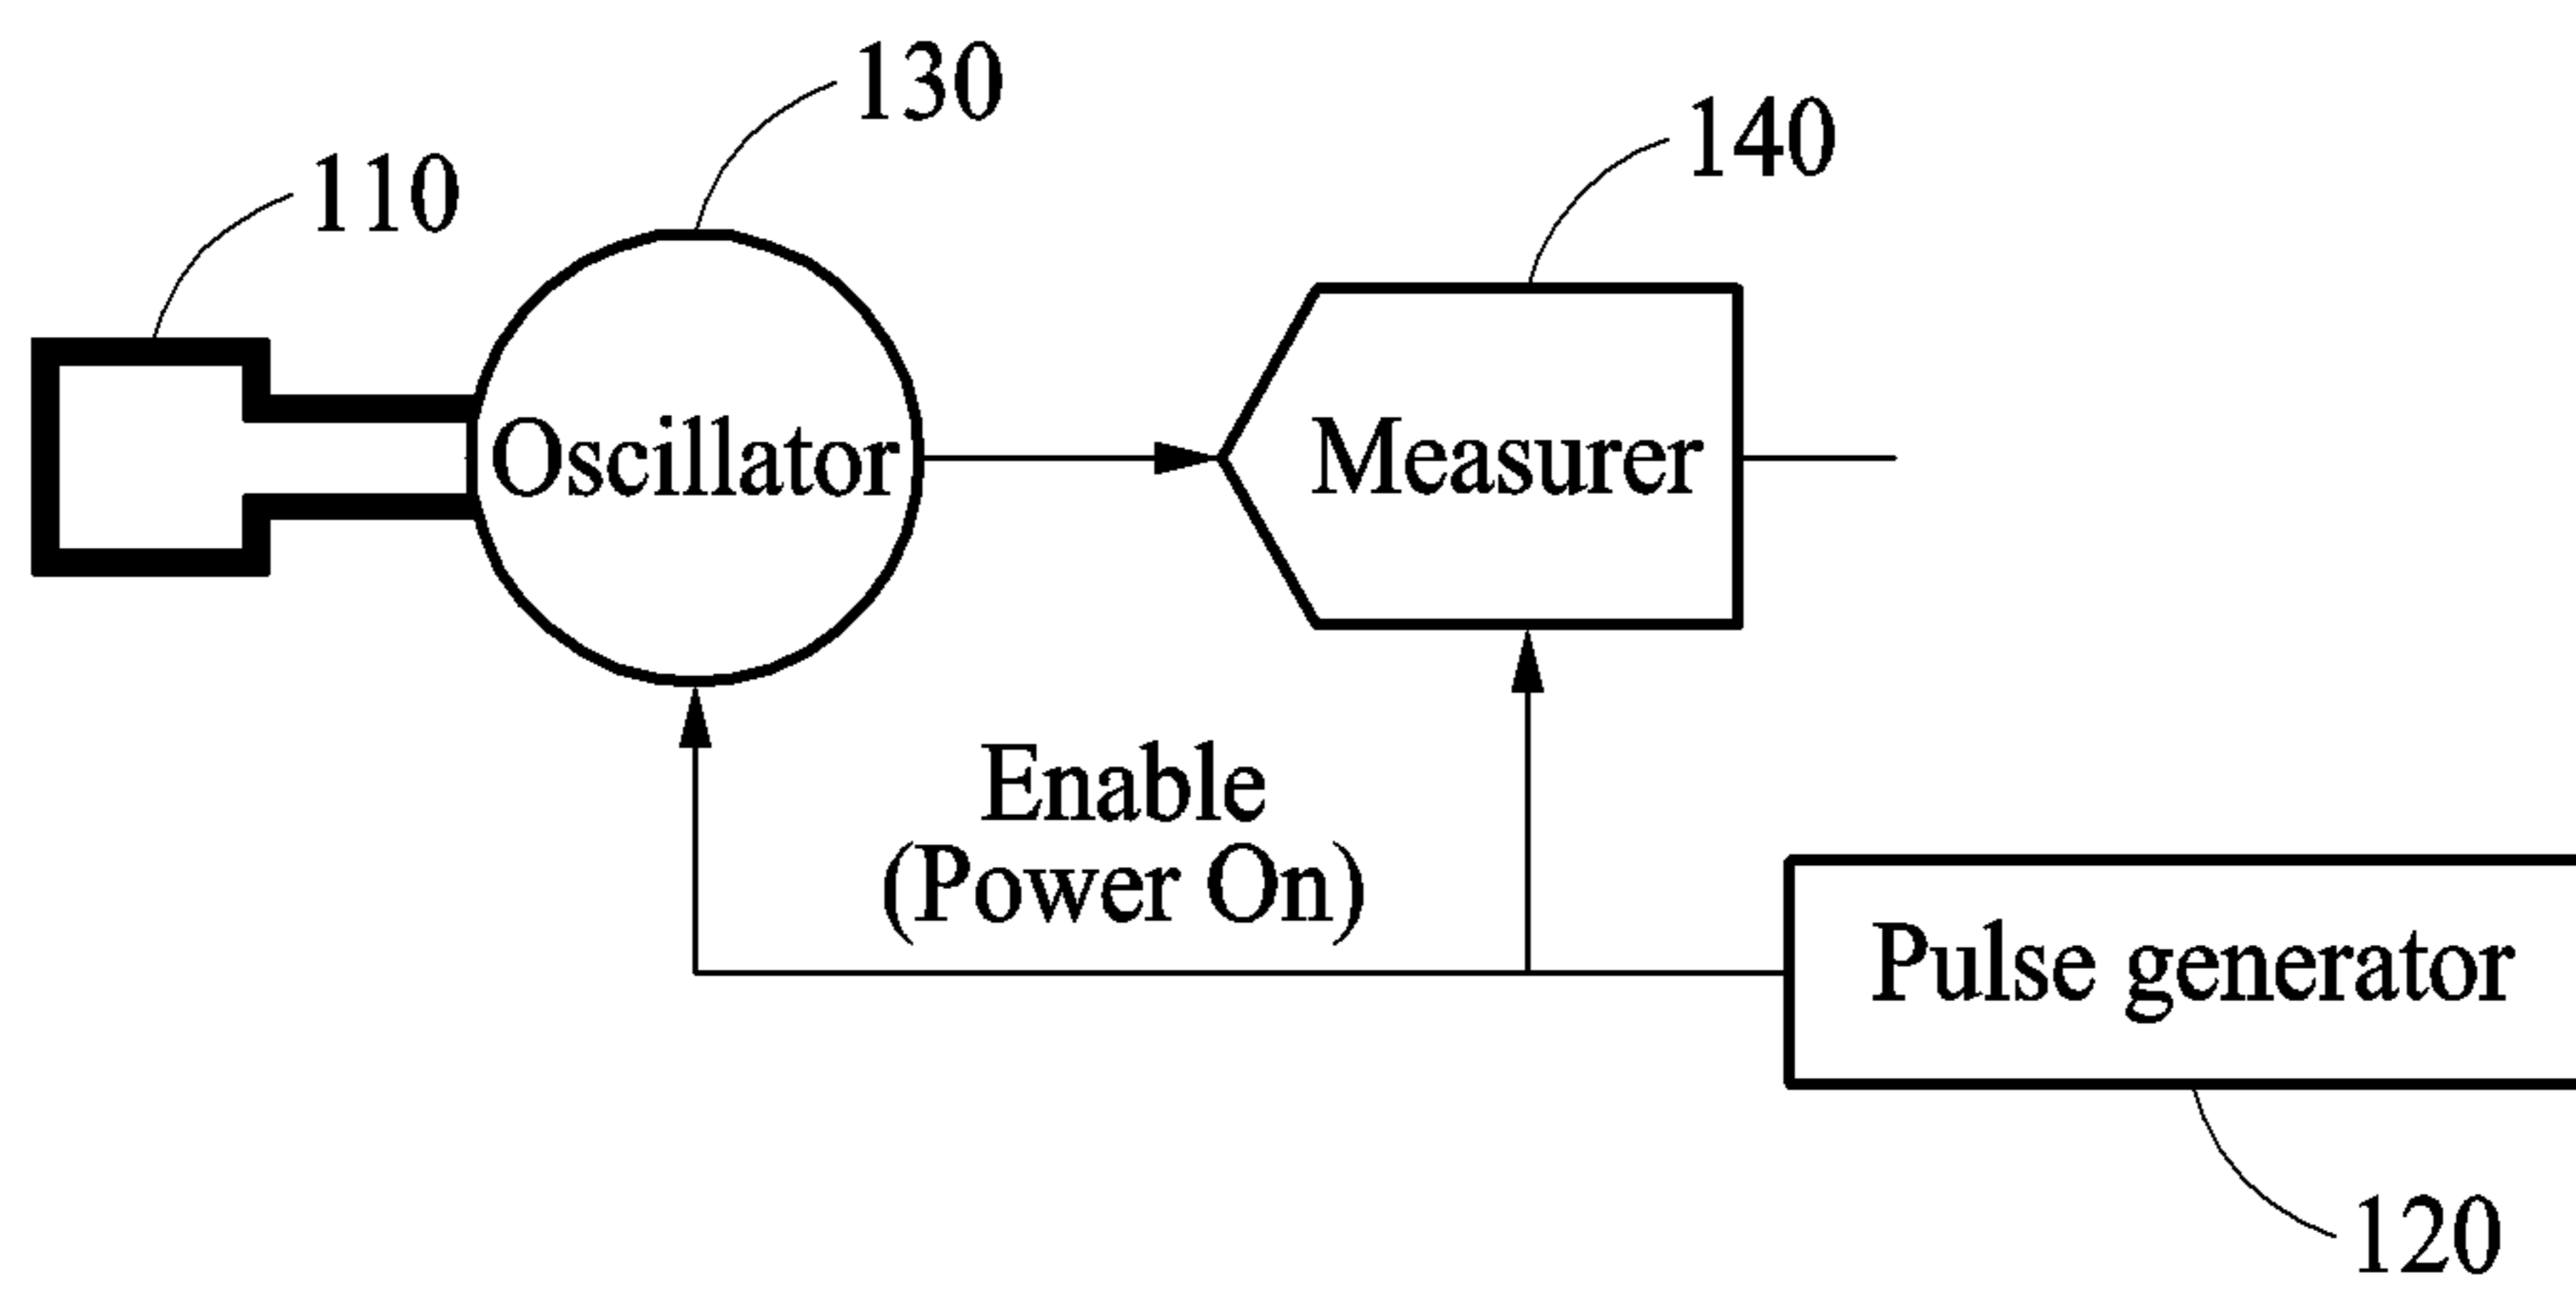 130
140
110
Oscillator
Measurer
Enable
(Power On)
Pulse generator
120